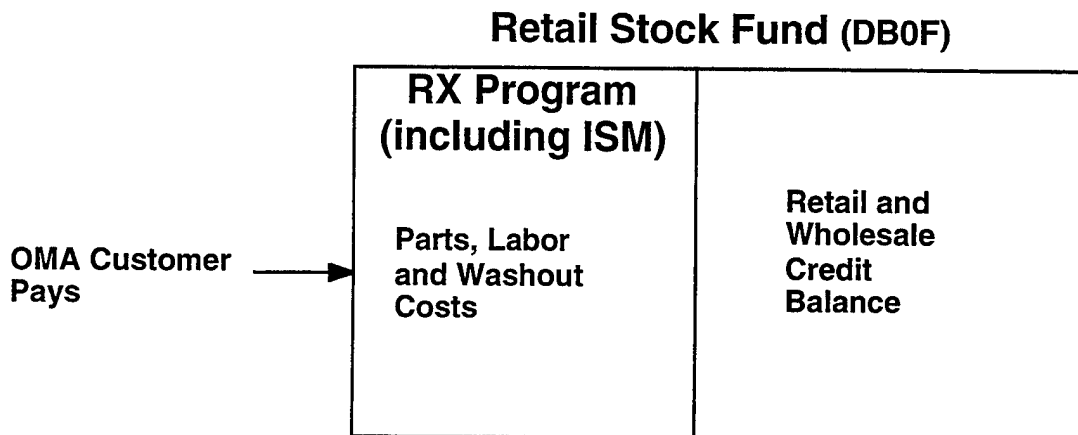 Retail Stock Fund (DB0F)
RX Program
(including ISM)
OMA Customer
Pays
Parts, Labor
and Washout
Costs
Retail and
Wholesale
Credit
Balance